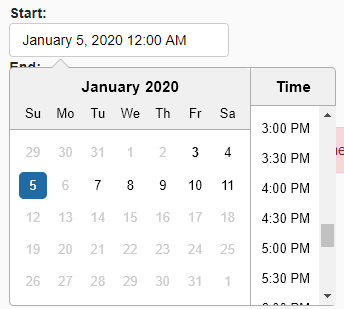 Start:
January 5, 2020 12:00 AM
End:
January 2020
Time
Su Mo Tu We Th Fr Sa
29 30 31 1 2 3 4
5 6 7 8 9 10 11
12 13 14 15 16 17 18
19 20 21 22 23 24 25
26 27 28 29 30 31 1
3:00 PM
3:30 PM
4:00 PM
4:30 PM
5:00 PM
5:30 PM